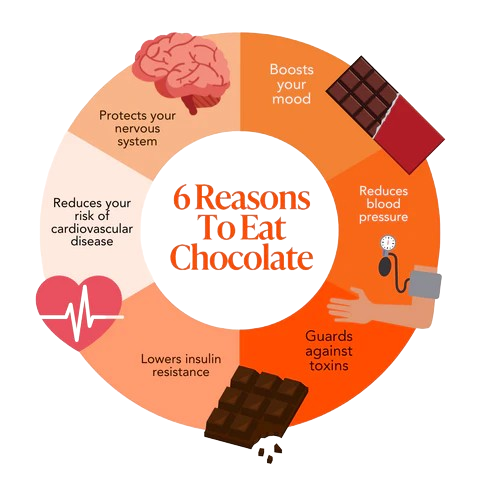 6 Reasons
To Eat
Chocolate
Boosts
your
mood
Reduces
blood
pressure
Guards
against
toxins
Lowers insulin
resistance
Reduces your
risk of
cardiovascular
disease
Protects your
nervous
system